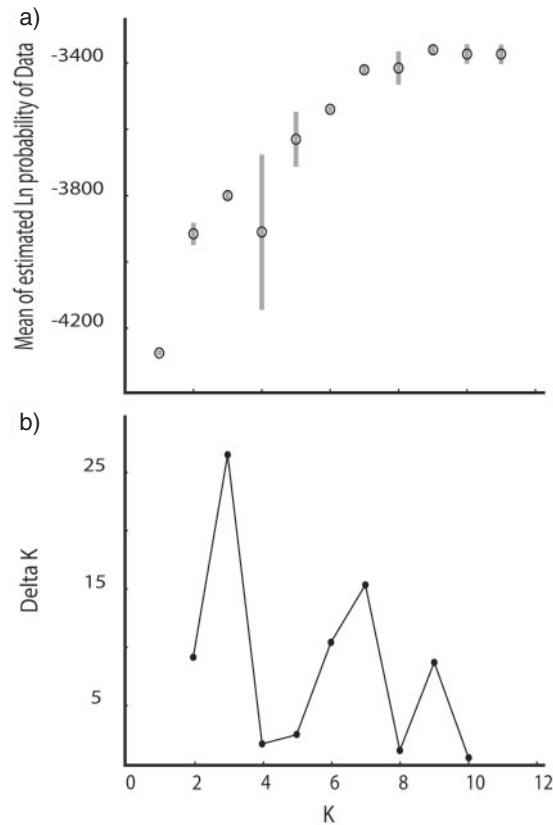 a)
Mean of estimated Ln probability of Data
-3400
-3800
-4200
b)
Delta K
25
15
5
0 2 4 6 8 10 12
K